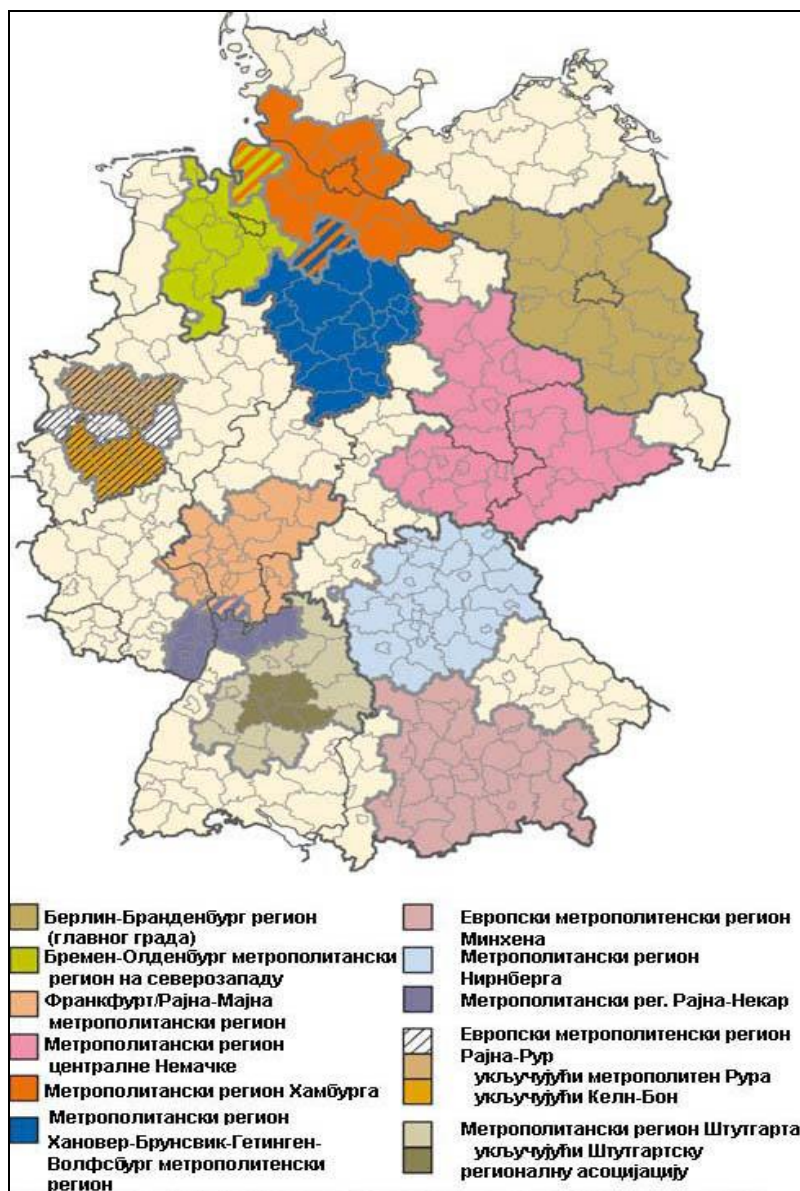 Берлин-Бранденбург регион
(главног града)
Бремен-Олденбург метрополитански
регион на северозападу
Франкфурт/Рајна-Мајна
метрополитански регион
Метрополитански регион
централне Немачке
Метрополитански регион Хамбурга
Метрополитански регион
Хановер-Брунсвик-Гетинген-
Волфсбург метрополитенски
регион
Европски метрополитенски регион
Минхена
Метрополитански регион
Нирнберга
Метрополитански рег. Рајна-Некар
Европски метрополитенски регион
Рајна-Рур
укључујући метрополитен Рура
укључујући Келн-Бон
Метрополитански регион Штутгарта
укључујући Штутгартску
регионалну асоцијацију